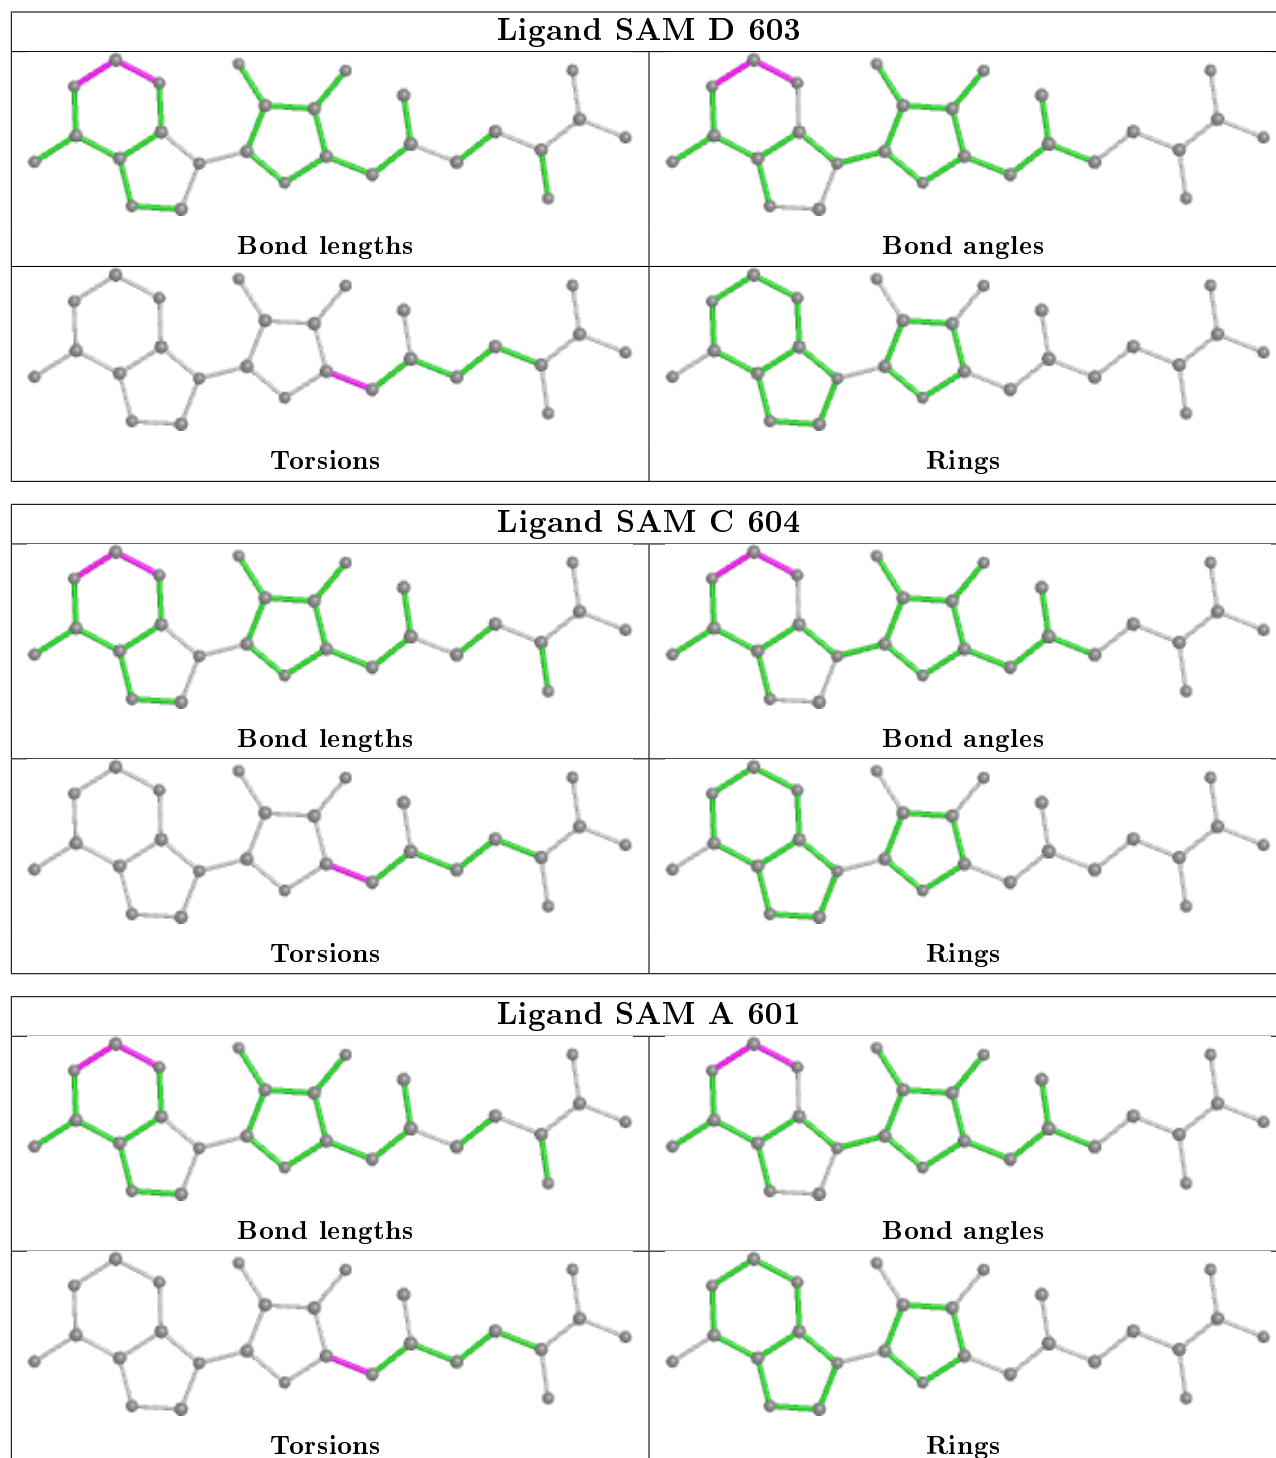 Ligand SAM D 603
Bond lengths
Bond angles
Torsions
Rings
Ligand SAM C 604
Bond lengths
Bond angles
Torsions
Rings
Ligand SAM A 601
Bond lengths
Bond angles
Torsions
Rings